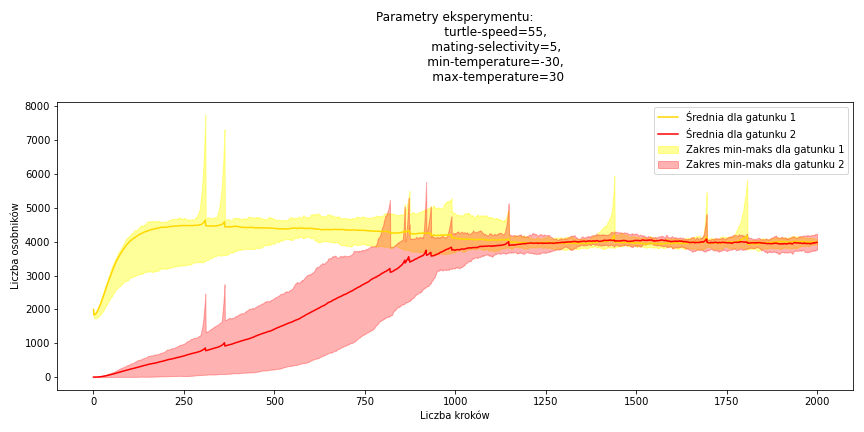 Parametry eksperymentu:
turtle-speed=55,
mating-selectivity=5,
min-temperature=-30,
max-temperature=30
8000
7000
6000
5000
4000
3000
2000
1000
0
Liczba osobników
Średnia dla gatunku 1
Średnia dla gatunku 2
Zakres min-maks dla gatunku 1
Zakres min-maks dla gatunku 2
0 250 500 750 1000 1250 1500 1750 2000
Liczba kroków